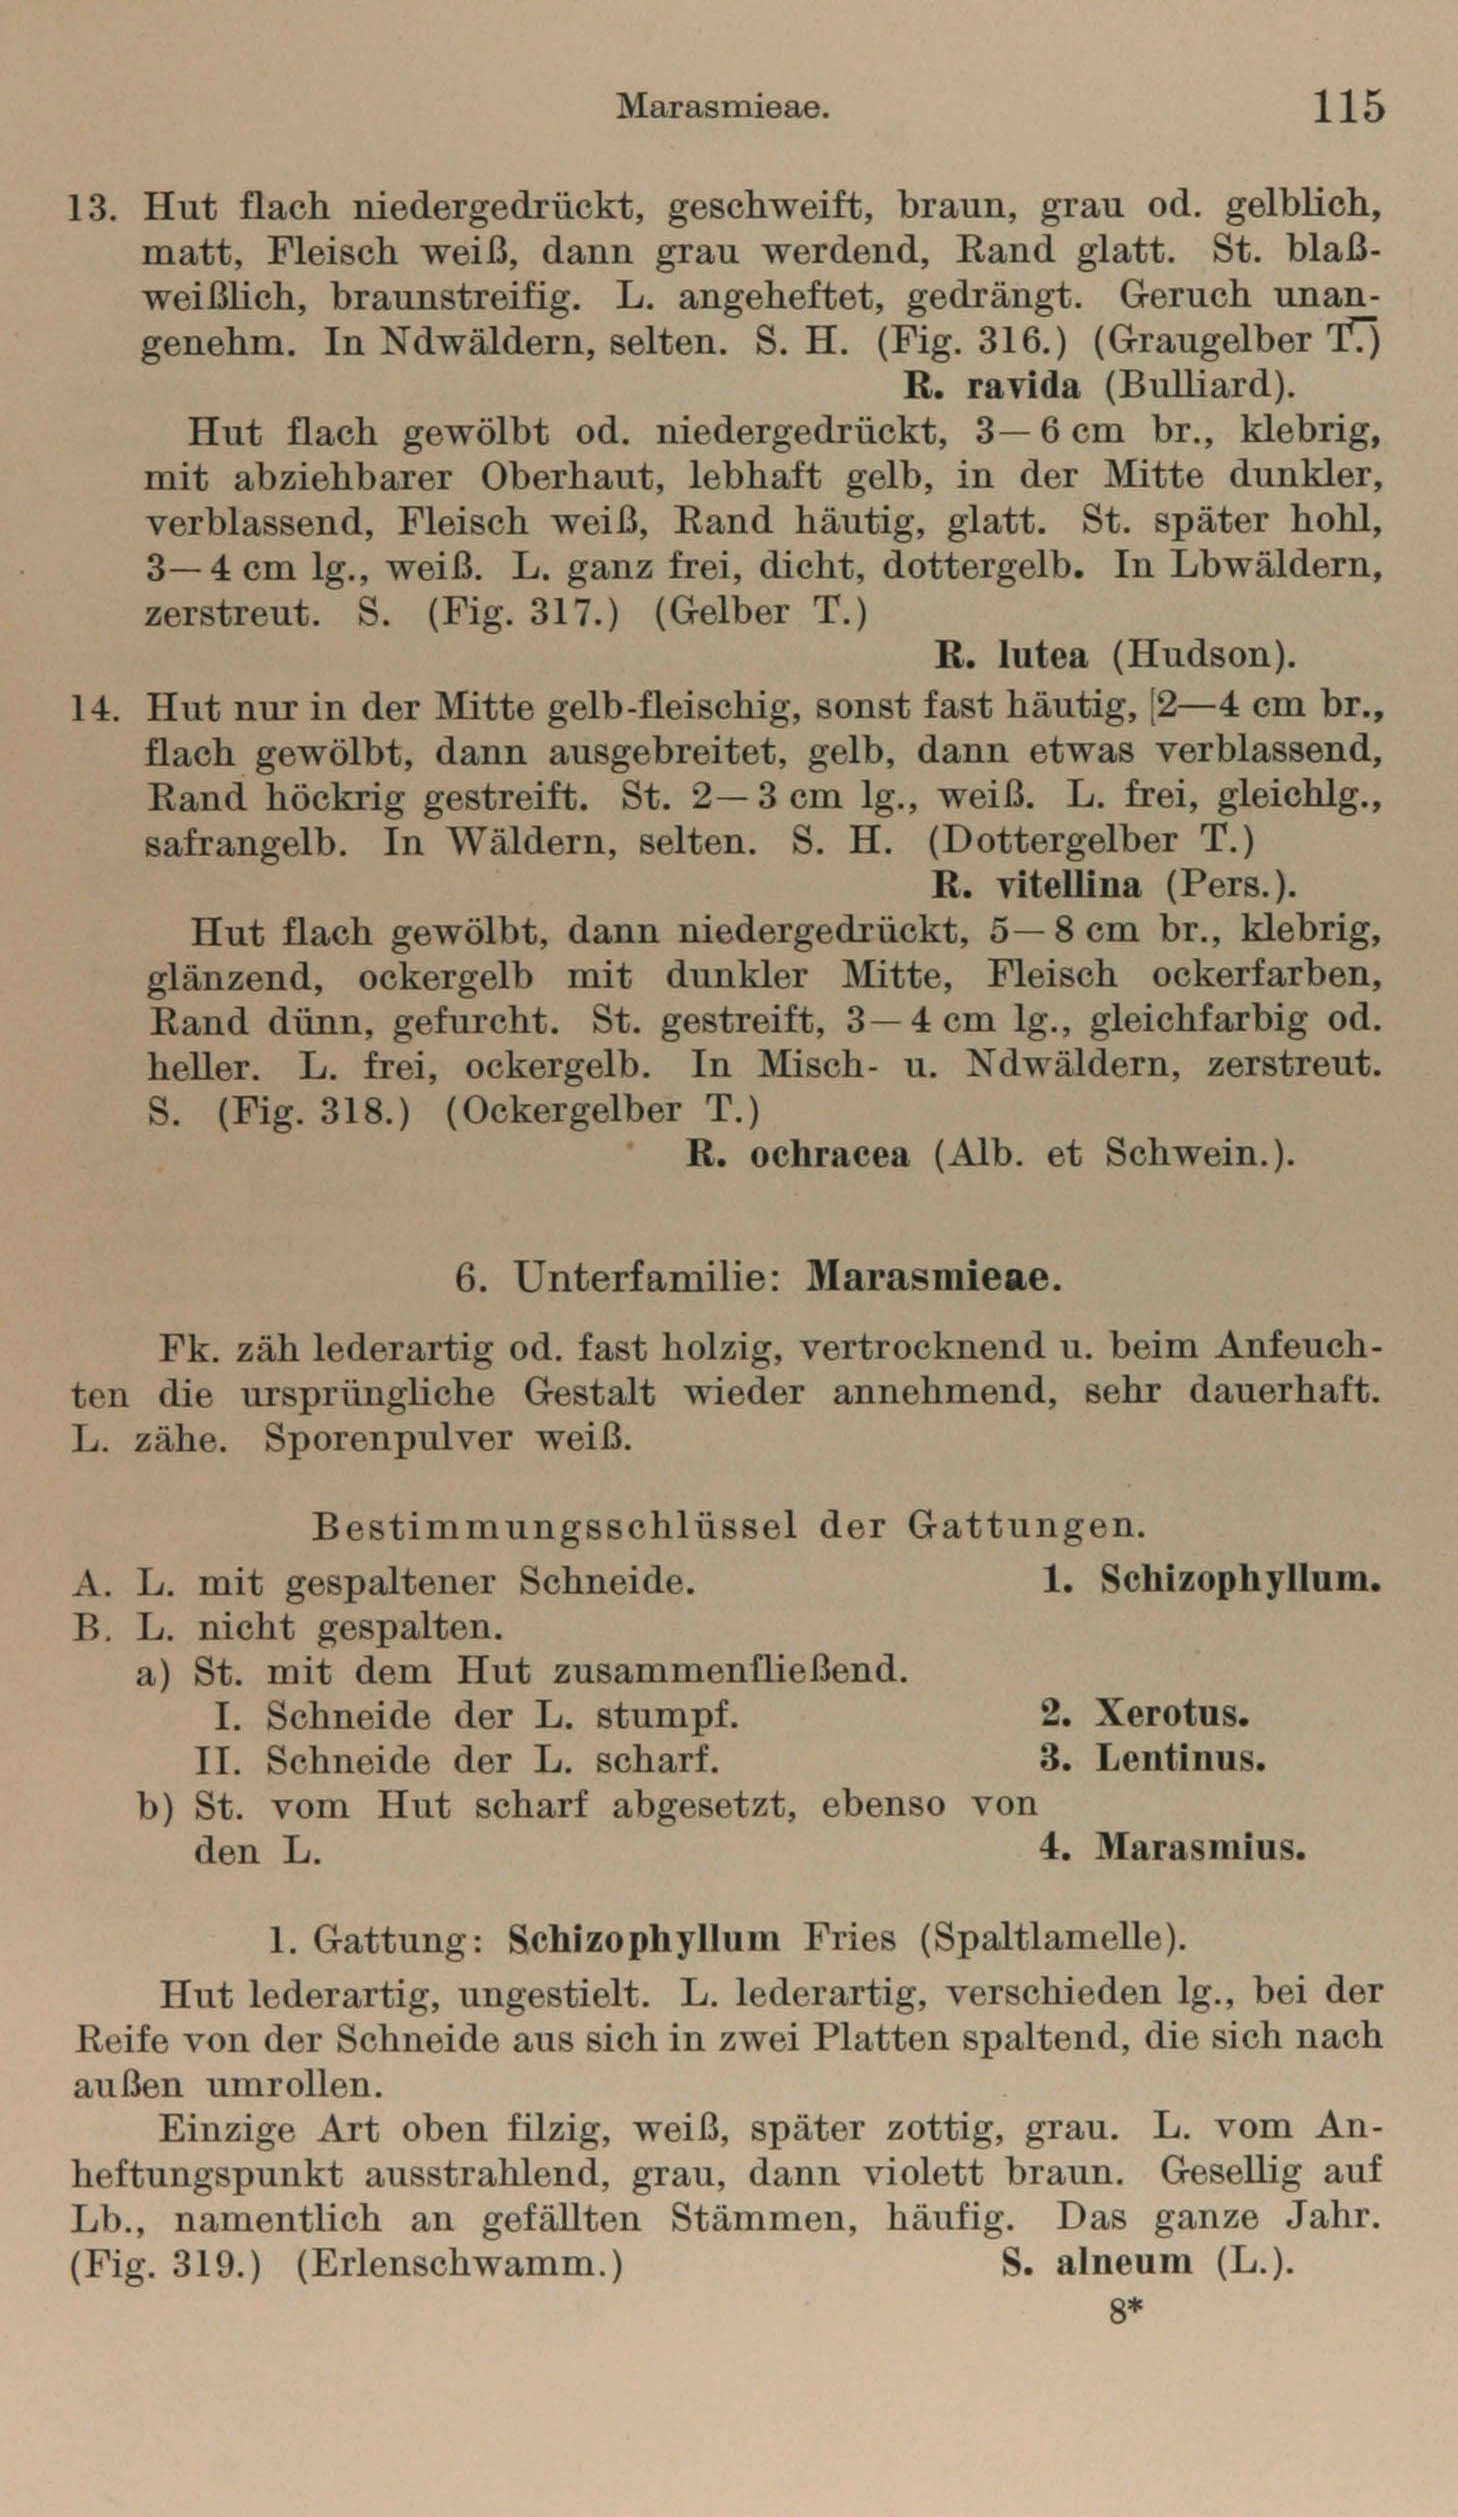 Marasmieae. 115
13. Hut flach niedergedrückt, geschweift, braun, grau od. gelblich,
matt, Fleisch weiß, dann grau werdend, Rand glatt. St. blaß-
weißlich, braunstreifig. L. angeheftet, gedrängt. Geruch unan-
genehm. In Ndwäldern, selten. S. H. (Fig. 316.) (Graugelber T.)
R. ravida (Bulliard).
Hut flach gewölbt od. niedergedrückt, 3—6 cm br., klebrig,
mit abziehbarer Oberhaut, lebhaft gelb, in der Mitte dunkler,
verblassend, Fleisch weiß, Rand häutig, glatt. St. später hohl,
3—4 cm lg., weiß. L. ganz frei, dicht, dottergelb. In Lbwäldern,
zerstreut. S. (Fig. 317.) (Gelber T.)
R. lutea (Hudson).
14. Hut nur in der Mitte gelb-fleischig, sonst fast häutig, [2—4 cm br.,
flach gewölbt, dann ausgebreitet, gelb, dann etwas verblassend,
Rand höckrig gestreift. St. 2—3 cm lg., weiß. L. frei, gleichlg.,
safrangelb. In Wäldern, selten. S. H. (Dottergelber T.)
R. vitellina (Pers.).
Hut flach gewölbt, dann niedergedrückt, 5—8 cm br., klebrig,
glänzend, ockergelb mit dunkler Mitte, Fleisch ockerfarben,
Rand dünn, gefurcht. St. gestreift, 3—4 cm lg., gleichfarbig od.
heller. L. frei, ockergelb. In Misch- u. Ndwäldern, zerstreut.
S. (Fig. 318.) (Ockergelber T.)
R. ochracea (Alb. et Schwein.).
6. Unterfamilie: Marasmieae.
Fk. zäh lederartig od. fast holzig, vertrocknend u. beim Anfeuch-
ten die ursprüngliche Gestalt wieder annehmend, sehr dauerhaft.
L. zähe. Sporenpulver weiß.
Bestimmungsschlüssel der Gattungen.
A. L. mit gespaltener Schneide. 1. Schizophyllum.
B. L. nicht gespalten.
a) St. mit dem Hut zusammenfließend.
I. Schneide der L. stumpf. 2. Xerotus.
II. Schneide der L. scharf. 3. Lentinus.
b) St. vom Hut scharf abgesetzt, ebenso von
den L. 4. Marasmius.
1. Gattung: Schizophyllum Fries (Spaltlamelle).
Hut lederartig, ungestielt. L. lederartig, verschieden lg., bei der
Reife von der Schneide aus sich in zwei Platten spaltend, die sich nach
außen umrollen.
Einzige Art oben filzig, weiß, später zottig, grau. L. vom An-
heftungspunkt ausstrahlend, grau, dann violett braun. Gesellig auf
Lb., namentlich an gefällten Stämmen, häufig. Das ganze Jahr.
(Fig. 319.) (Erlenschwamm.) S. alneum (L.).
8*